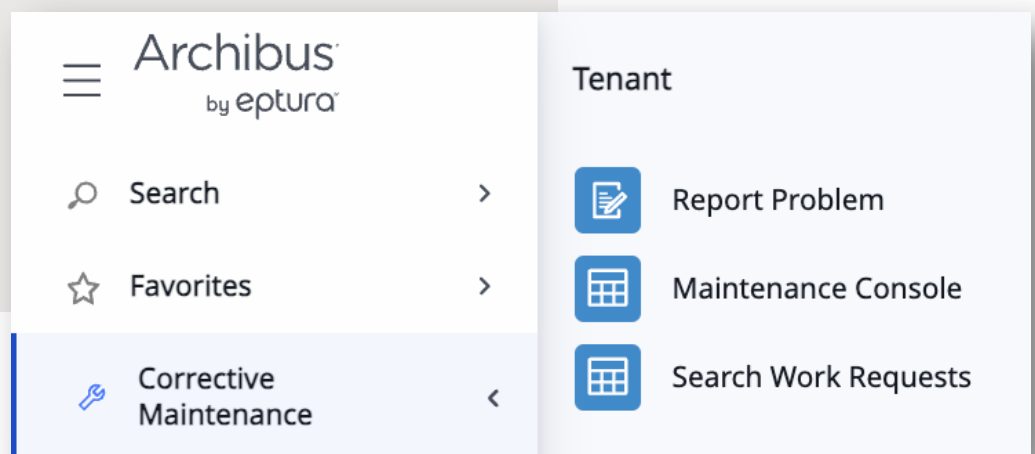 Archibus
by eptura
Search
Favorites
Corrective
Maintenance
Tenant
Report Problem
Maintenance Console
Search Work Requests